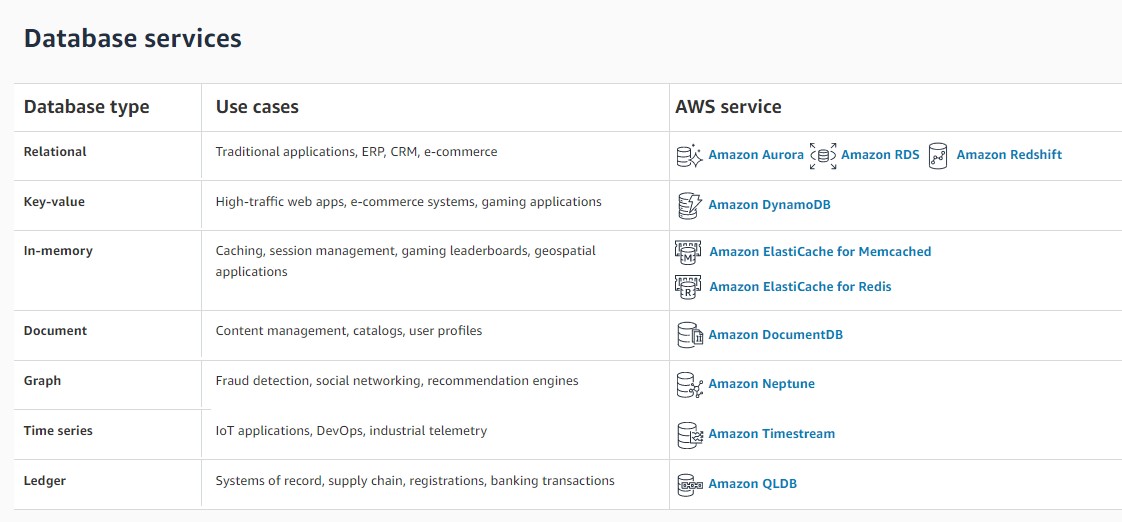 Database services
Database type Use cases AWS service
Relational Traditional applications, ERP, CRM, e-commerce Amazon Aurora Amazon RDS Amazon Redshift
Key-value High-traffic web apps, e-commerce systems, gaming applications Amazon DynamoDB
In-memory Caching, session management, gaming leaderboards, geospatial
applications
M Amazon ElastiCache for Memcached
R Amazon ElastiCache for Redis
Document Content management, catalogs, user profiles Amazon DocumentDB
Graph Fraud detection, social networking, recommendation engines Amazon Neptune
Time series IoT applications, DevOps, industrial telemetry Amazon Timestream
Ledger Systems of record, supply chain, registrations, banking transactions Amazon QLDB